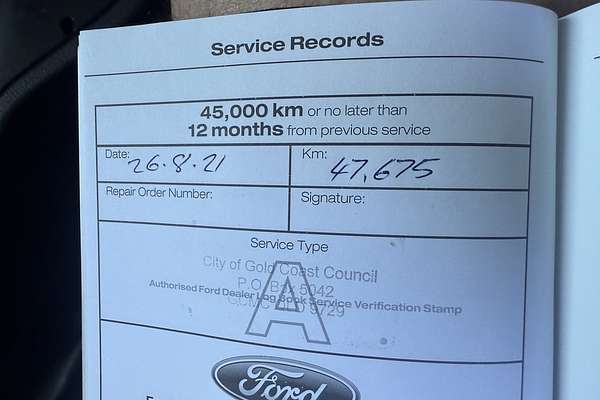 Service Records
45,000 km or no later than
12 months from previous service
Date: 26.8.21
Km: 47,675
Repair Order Number:
Signature:
Service Type
City of Gold Coast Council
P.O. Box 5042
Authorised Ford Dealer Log Book Service Verification Stamp
9729
A
Ford